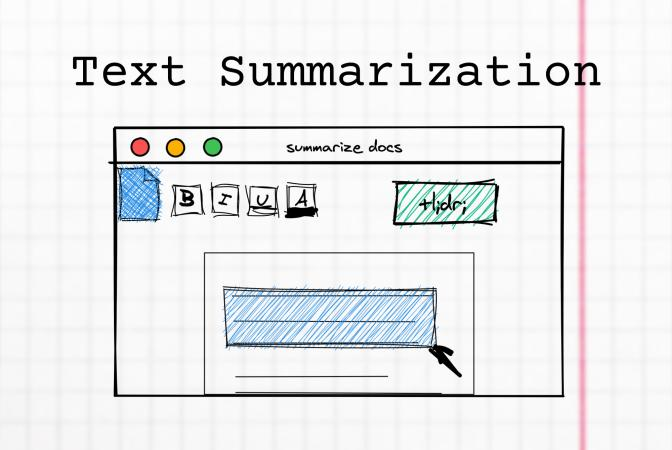 Text Summarization
summarize docs
B I U A
tl;dr;